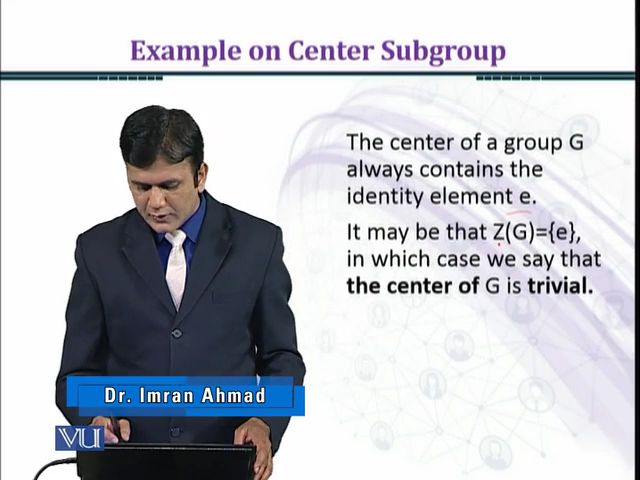 Example on Center Subgroup
The center of a group G
always contains the
identity element e.
It may be that Z(G)={e},
in which case we say that
the center of G is trivial.
Dr. Imran Ahmad
VU